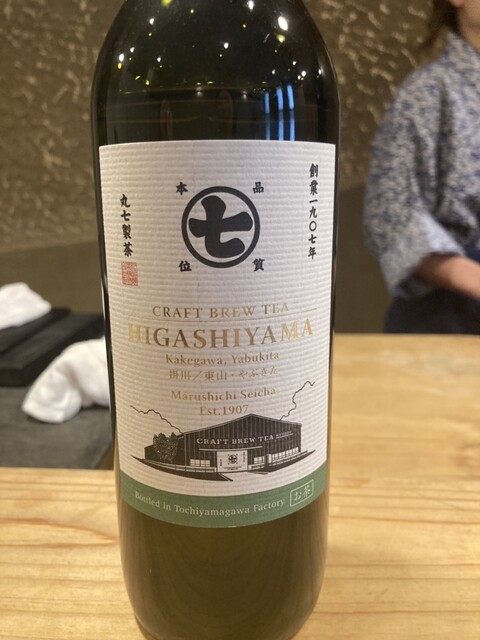 創業一九〇七年
品質本位
七
丸七製茶
CRAFT BREW TEA
HIGASHIYAMA
Kakegawa, Yabukita
掛川／東山・やぶきた
Marushichi Seicha
Est.1907
CRAFT BREW TEA
Bottled in Tochiyamagawa Factory お茶